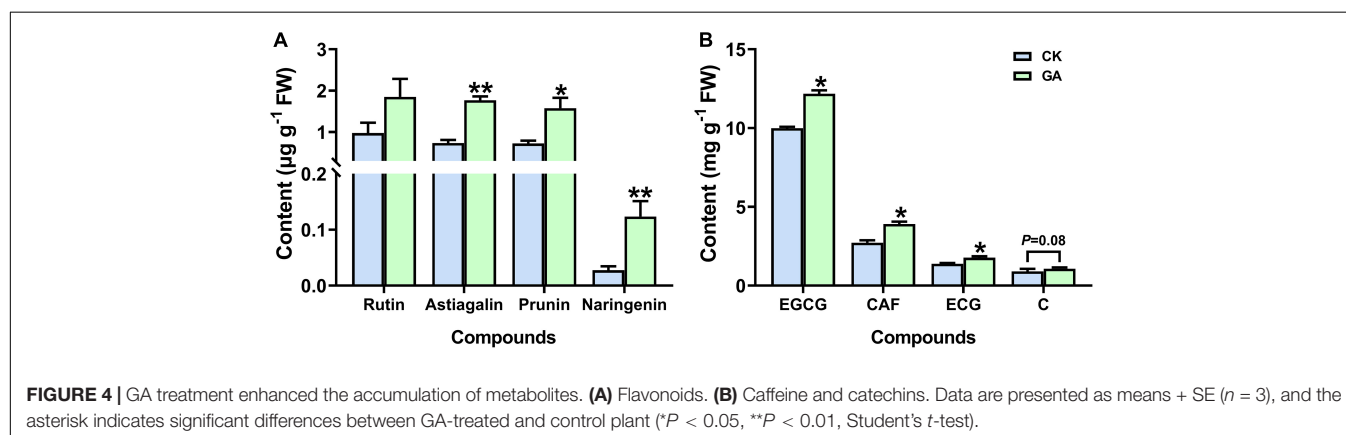 A
Content (µg g-1 FW)
3
2
1
0.2
0.1
0.0
**
*
**
Rutin Astiagalin Prunin Naringenin
Compounds
B
Content (mg g-1 FW)
15
10
5
0
CK
GA
*
*
*
P=0.08
EGCG CAF ECG C
Compounds
FIGURE 4 | GA treatment enhanced the accumulation of metabolites. (A) Flavonoids. (B) Caffeine and catechins. Data are presented as means + SE (n = 3), and the
asterisk indicates significant differences between GA-treated and control plant (*P < 0.05, **P < 0.01, Student's t-test).